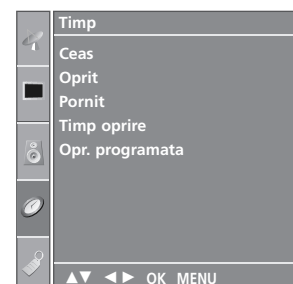 Timp
Ceas
Oprit
Pornit
Timp oprire
Opr. programata
▲▼ ◄► OK MENU